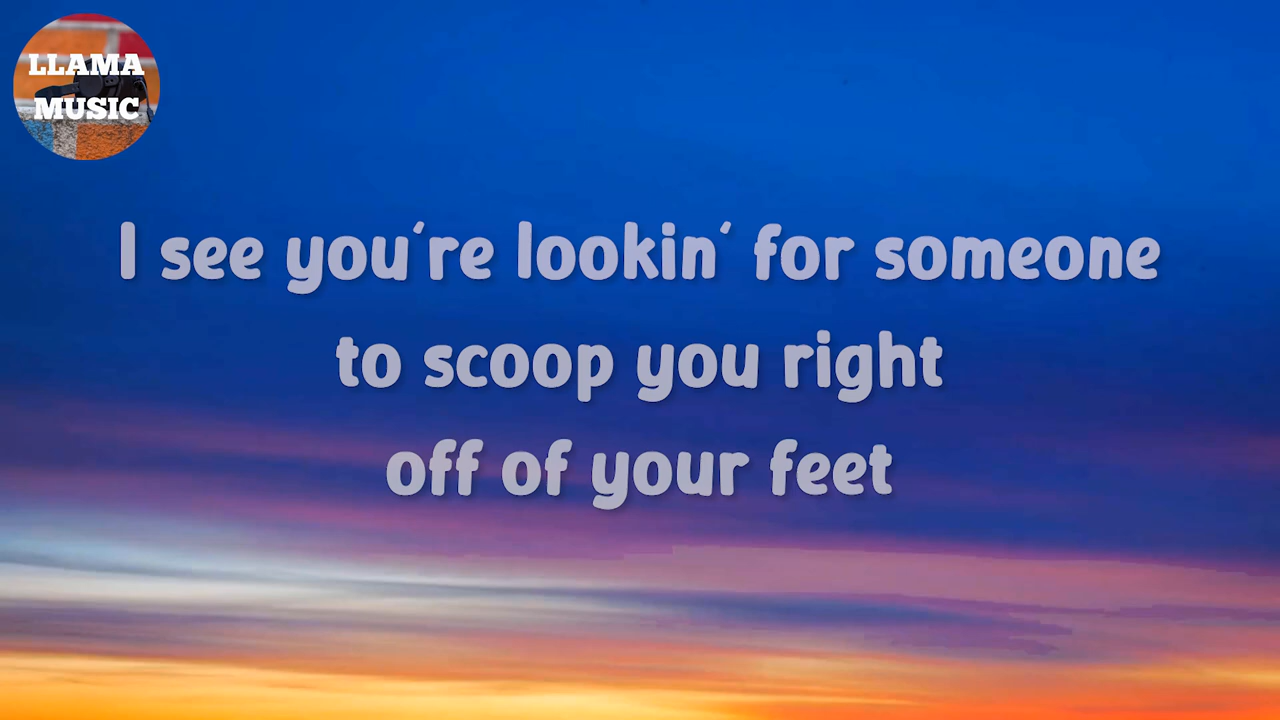 LLAMA
MUSIC
I see you're lookin' for someone
to scoop you right
off of your feet